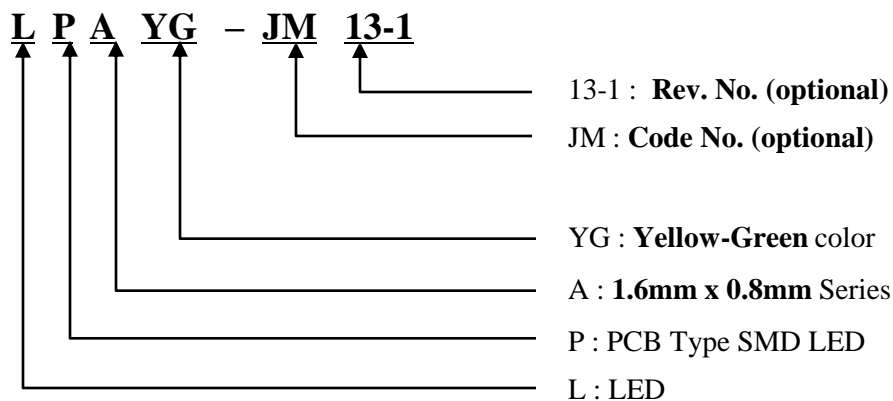 L P A YG – JM 13-1
13-1 : Rev. No. (optional)
JM : Code No. (optional)
YG : Yellow-Green color
A : 1.6mm x 0.8mm Series
P : PCB Type SMD LED
L : LED